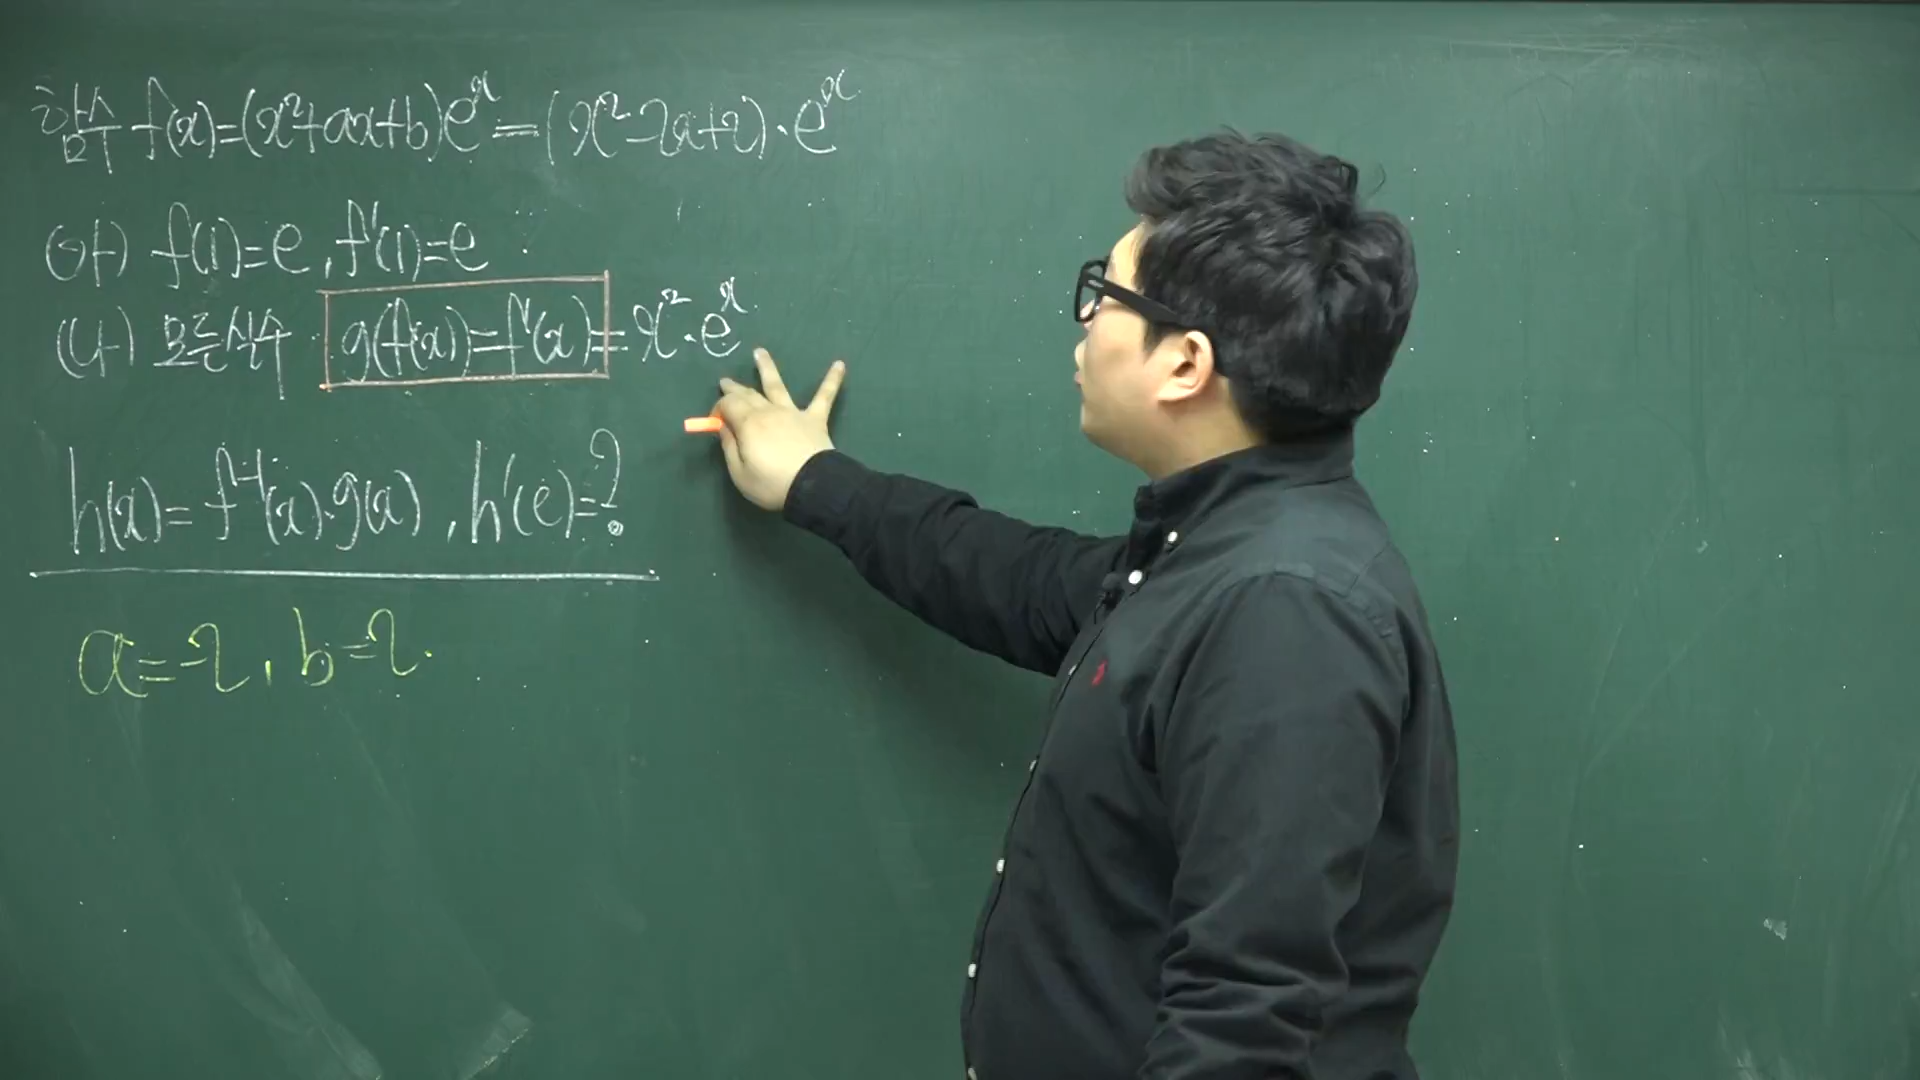 함수 f(x)=(x²+ax+b)eˣ=(x²-2x+2)·eˣ
(가) f(1)=e, f'(1)=e
(나) 모든실수 g(f(x))=f'(x)=x²·eˣ
h(x)=f⁻¹(x)·g(x), h'(e)=?
a=-2, b=2.